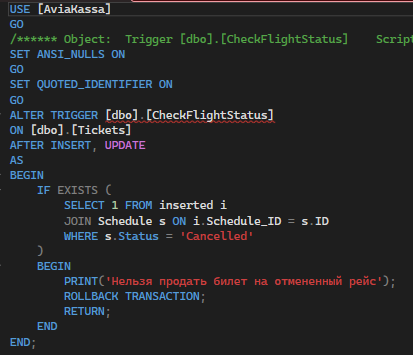 USE [AviaKassa]
GO
/****** Object:  Trigger [dbo].[CheckFlightStatus]    Script
SET ANSI_NULLS ON
GO
SET QUOTED_IDENTIFIER ON
GO
ALTER TRIGGER [dbo].[CheckFlightStatus]
ON [dbo].[Tickets]
AFTER INSERT, UPDATE
AS
BEGIN
    IF EXISTS (
        SELECT 1 FROM inserted i
        JOIN Schedule s ON i.Schedule_ID = s.ID
        WHERE s.Status = 'Cancelled'
    )
    BEGIN
        PRINT('Нельзя продать билет на отмененный рейс');
        ROLLBACK TRANSACTION;
        RETURN;
    END
END;